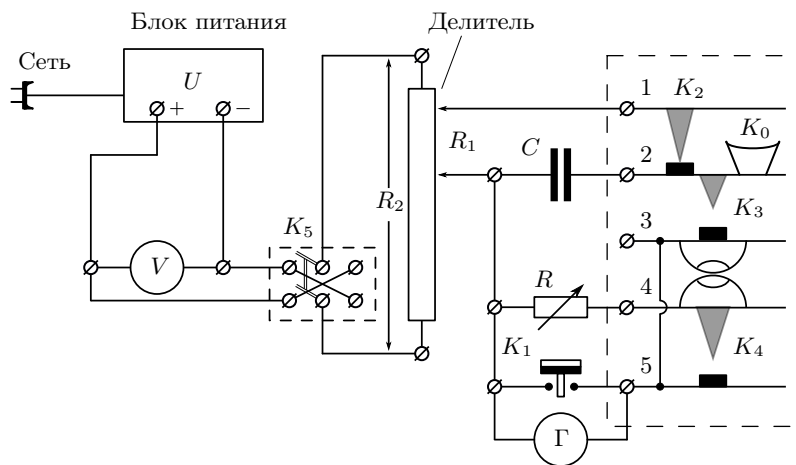 Блок питания
Делитель
Сеть
U
+
−
1
K₂
K₀
R₁
C
2
R₂
K₃
K₅
3
V
R
4
K₁
K₄
5
Г